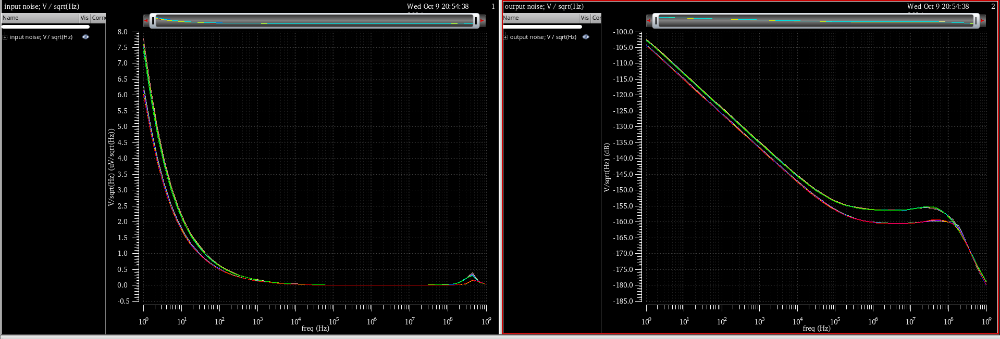 input noise; V / sqrt(Hz)
Wed Oct 9 20:54:38
1
Name
Vis
Corn
input noise; V / sqrt(Hz)
8.0
7.5
7.0
6.5
6.0
5.5
5.0
4.5
4.0
3.5
3.0
2.5
2.0
1.5
1.0
0.5
0.0
-0.5
V/sqrt(Hz) (uV/sqrt(Hz))
10⁰ 10¹ 10² 10³ 10⁴ 10⁵ 10⁶ 10⁷ 10⁸ 10⁹
freq (Hz)
output noise; V / sqrt(Hz)
Wed Oct 9 20:54:38
2
Name
Vis
Cor
output noise; V / sqrt(Hz)
-100.0
-105.0
-110.0
-115.0
-120.0
-125.0
-130.0
-135.0
-140.0
-145.0
-150.0
-155.0
-160.0
-165.0
-170.0
-175.0
-180.0
-185.0
V/sqrt(Hz) (dB)
10⁰ 10¹ 10² 10³ 10⁴ 10⁵ 10⁶ 10⁷ 10⁸ 10⁹
freq (Hz)